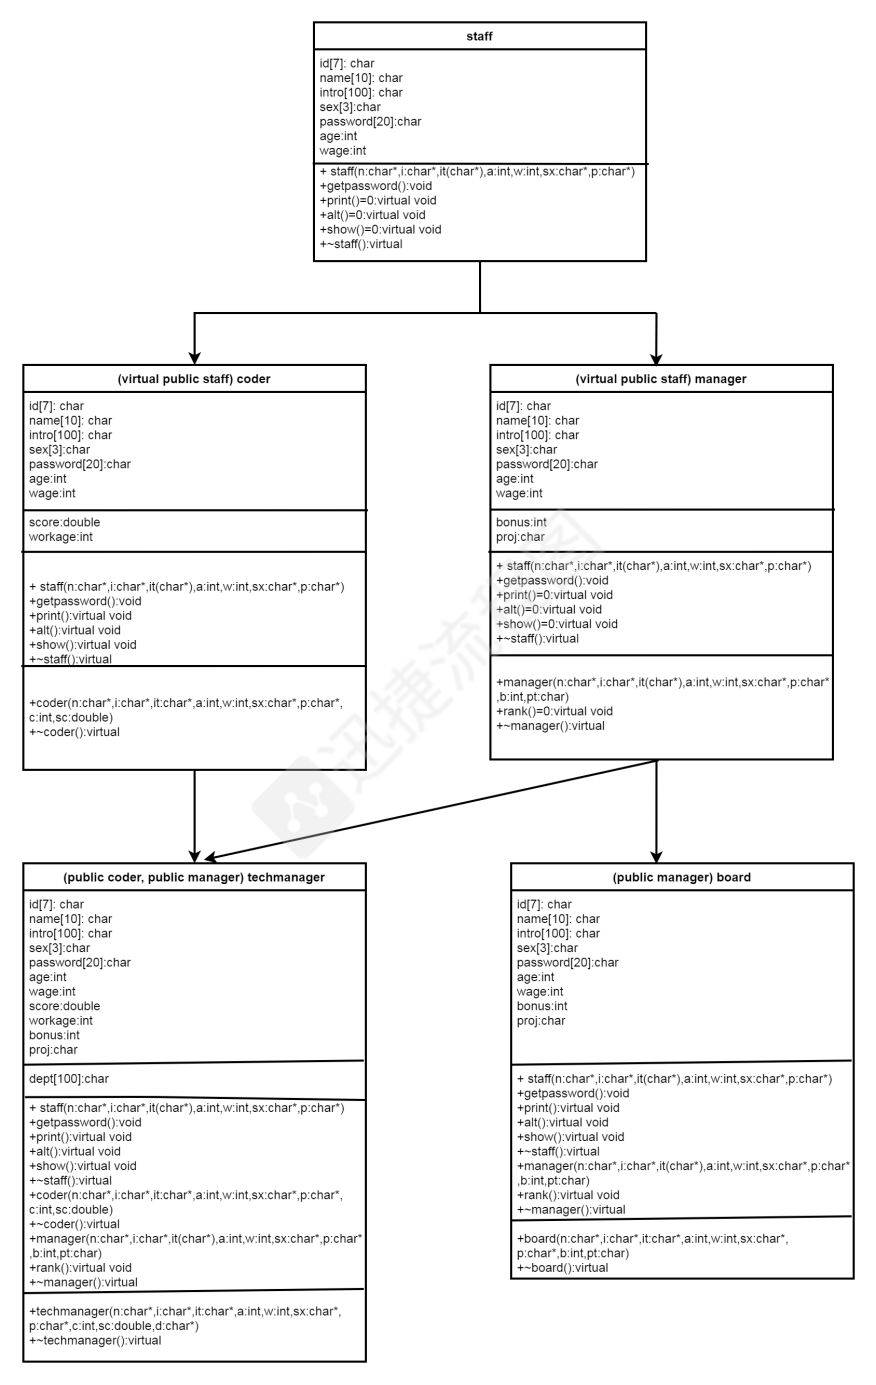 staff
id[7]: char
name[10]: char
intro[100]: char
sex[3]:char
password[20]:char
age:int
wage:int
+ staff(n:char*,i:char*,it(char*),a:int,w:int,sx:char*,p:char*)
+getpassword():void
+print()=0:virtual void
+alt()=0:virtual void
+show()=0:virtual void
+~staff():virtual
(virtual public staff) coder
id[7]: char
name[10]: char
intro[100]: char
sex[3]:char
password[20]:char
age:int
wage:int
score:double
workage:int
+ staff(n:char*,i:char*,it(char*),a:int,w:int,sx:char*,p:char*)
+getpassword():void
+print():virtual void
+alt():virtual void
+show():virtual void
+~staff():virtual
+coder(n:char*,i:char*,it:char*,a:int,w:int,sx:char*,p:char*,
c:int,sc:double)
+~coder():virtual
(virtual public staff) manager
id[7]: char
name[10]: char
intro[100]: char
sex[3]:char
password[20]:char
age:int
wage:int
bonus:int
proj:char
+ staff(n:char*,i:char*,it(char*),a:int,w:int,sx:char*,p:char*)
+getpassword():void
+print()=0:virtual void
+alt()=0:virtual void
+show()=0:virtual void
+~staff():virtual
+manager(n:char*,i:char*,it(char*),a:int,w:int,sx:char*,p:char*
,b:int,pt:char)
+rank()=0:virtual void
+~manager():virtual
迅捷流程图
(public coder, public manager) techmanager
id[7]: char
name[10]: char
intro[100]: char
sex[3]:char
password[20]:char
age:int
wage:int
score:double
workage:int
bonus:int
proj:char
dept[100]:char
+ staff(n:char*,i:char*,it(char*),a:int,w:int,sx:char*,p:char*)
+getpassword():void
+print():virtual void
+alt():virtual void
+show():virtual void
+~staff():virtual
+coder(n:char*,i:char*,it:char*,a:int,w:int,sx:char*,p:char*,
c:int,sc:double)
+~coder():virtual
+manager(n:char*,i:char*,it(char*),a:int,w:int,sx:char*,p:char*
,b:int,pt:char)
+rank():virtual void
+~manager():virtual
+techmanager(n:char*,i:char*,it:char*,a:int,w:int,sx:char*,
p:char*,c:int,sc:double,d:char*)
+~techmanager():virtual
(public manager) board
id[7]: char
name[10]: char
intro[100]: char
sex[3]:char
password[20]:char
age:int
wage:int
bonus:int
proj:char
+ staff(n:char*,i:char*,it(char*),a:int,w:int,sx:char*,p:char*)
+getpassword():void
+print():virtual void
+alt():virtual void
+show():virtual void
+~staff():virtual
+manager(n:char*,i:char*,it(char*),a:int,w:int,sx:char*,p:char*
,b:int,pt:char)
+rank():virtual void
+~manager():virtual
+board(n:char*,i:char*,it:char*,a:int,w:int,sx:char*,
p:char*,b:int,pt:char)
+~board():virtual